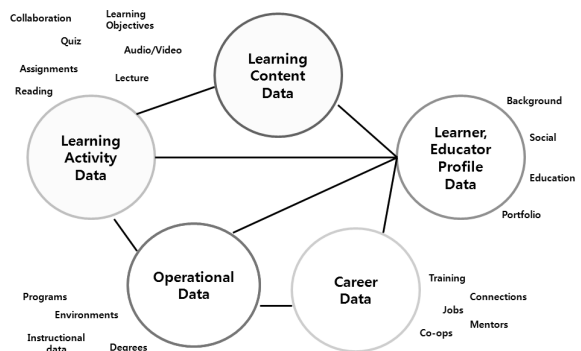 Collaboration
Learning
Objectives
Quiz
Audio/Video
Assignments
Lecture
Reading
Learning
Content
Data
Learning
Activity
Data
Learner,
Educator
Profile
Data
Background
Social
Education
Portfolio
Operational
Data
Career
Data
Programs
Environments
Instructional
data
Degrees
Training
Connections
Jobs
Mentors
Co-ops